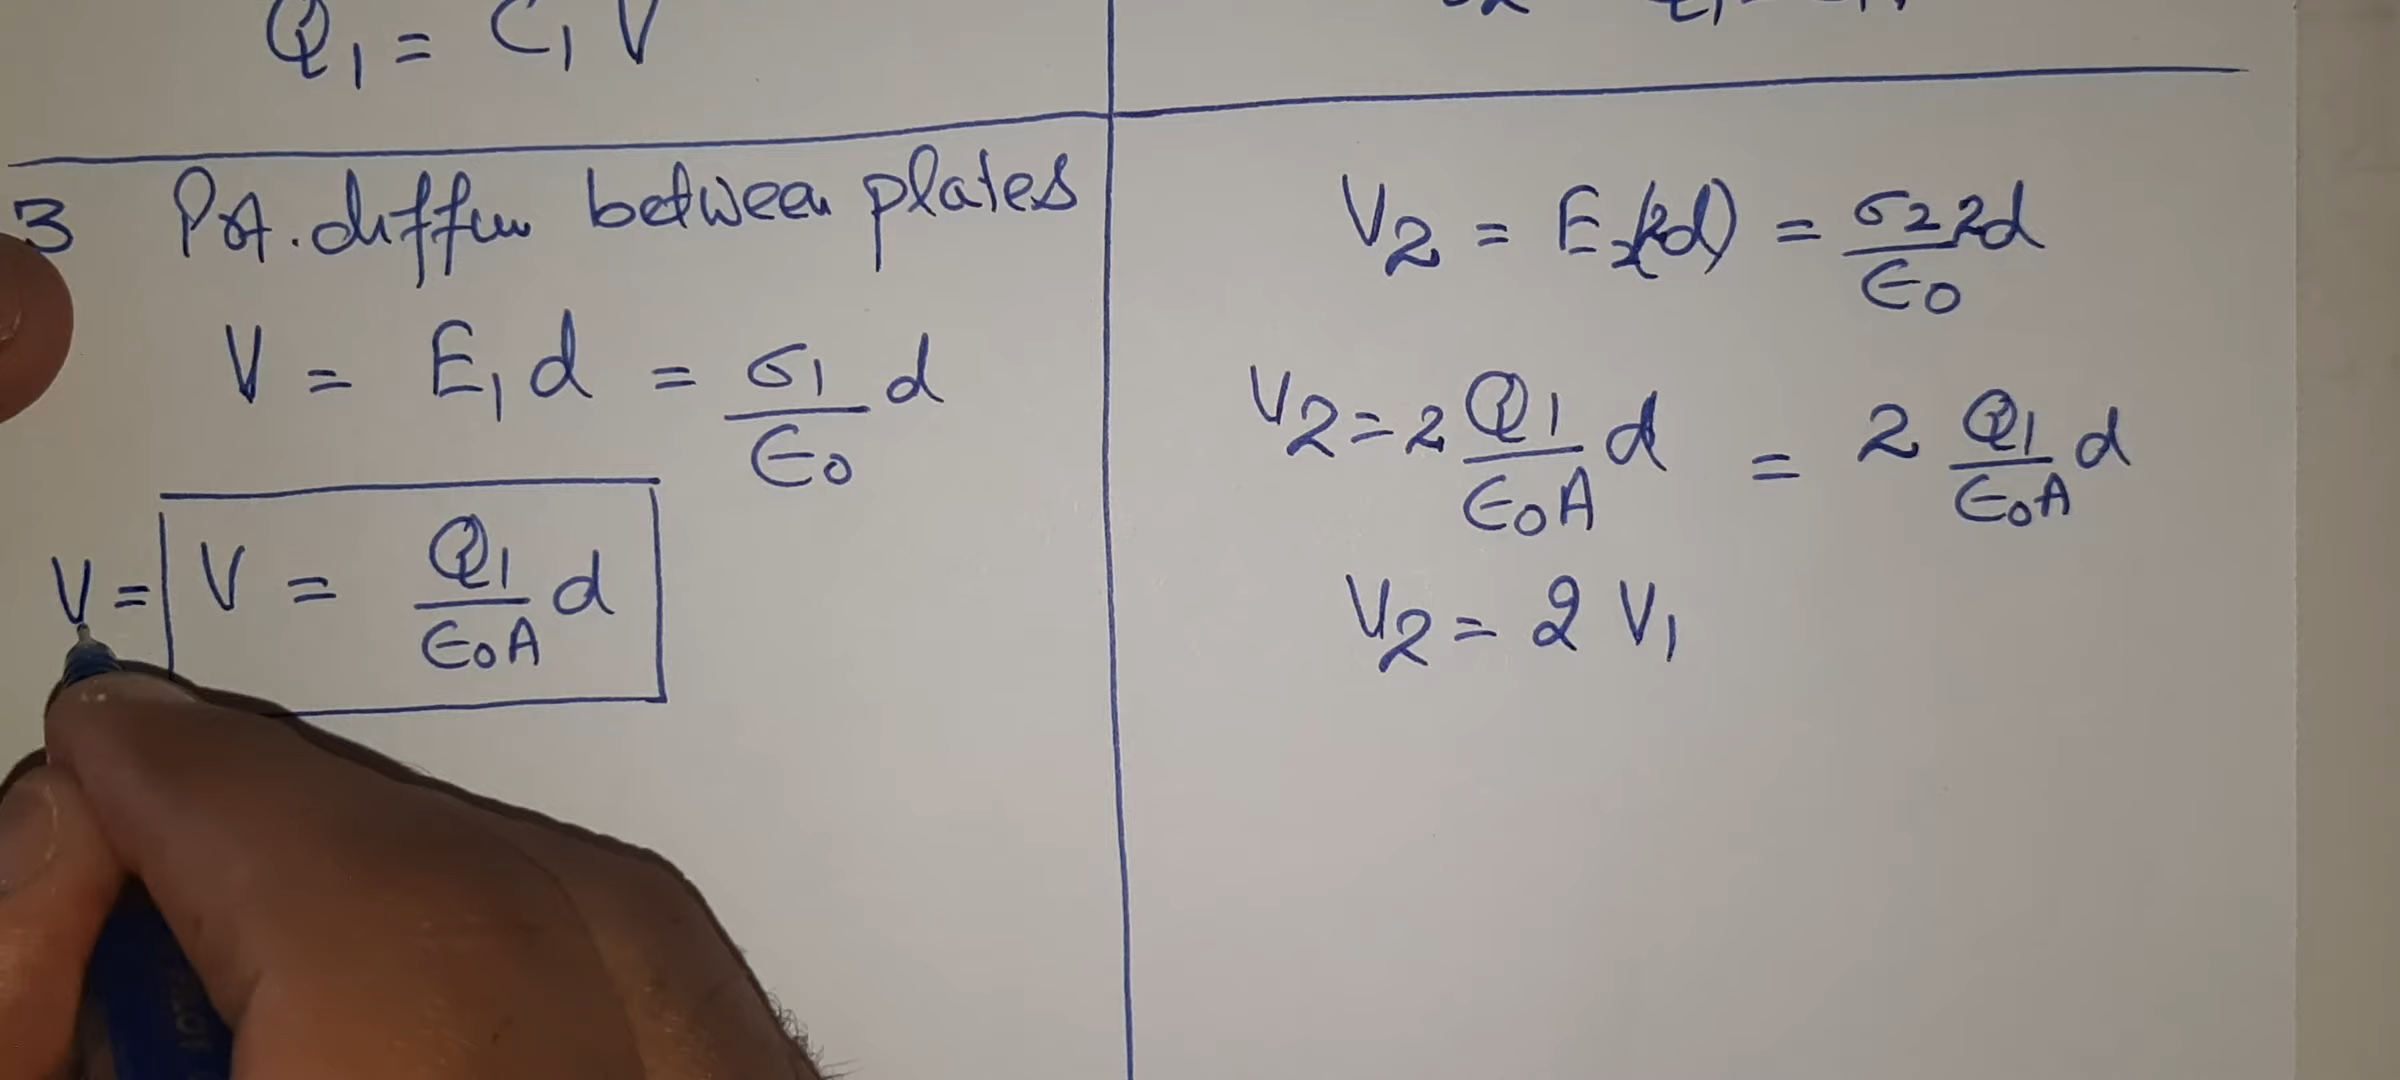 Q₁ = C₁ V
3 Pot. differ between plates
V = E₁ d = σ₁/ϵ₀ d
V = V = Q₁/ϵ₀A d
V₂ = E₂(2d) = σ₂ 2d/ϵ₀
V₂ = 2 Q₁/ϵ₀A d = 2 Q₁/ϵ₀A d
V₂ = 2 V₁